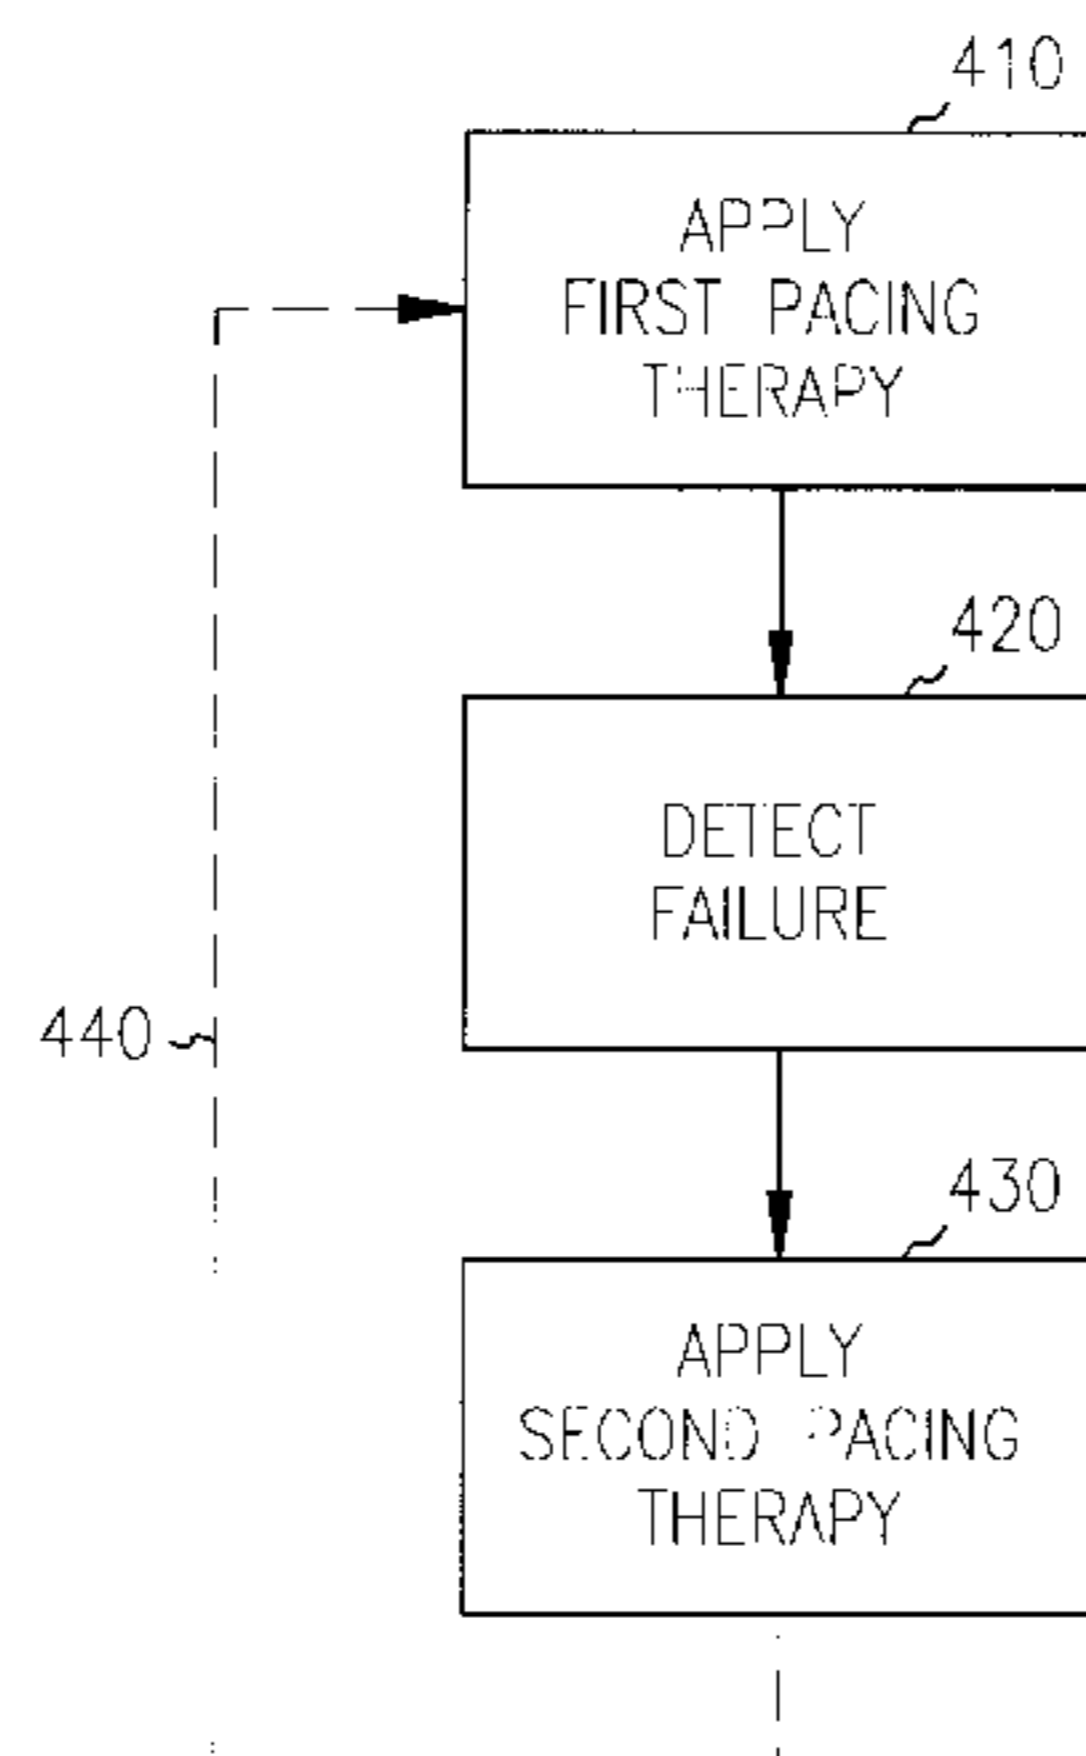 410
APPLY
FIRST PACING
THERAPY
420
DETECT
FAILURE
440
430
APPLY
SECOND PACING
THERAPY